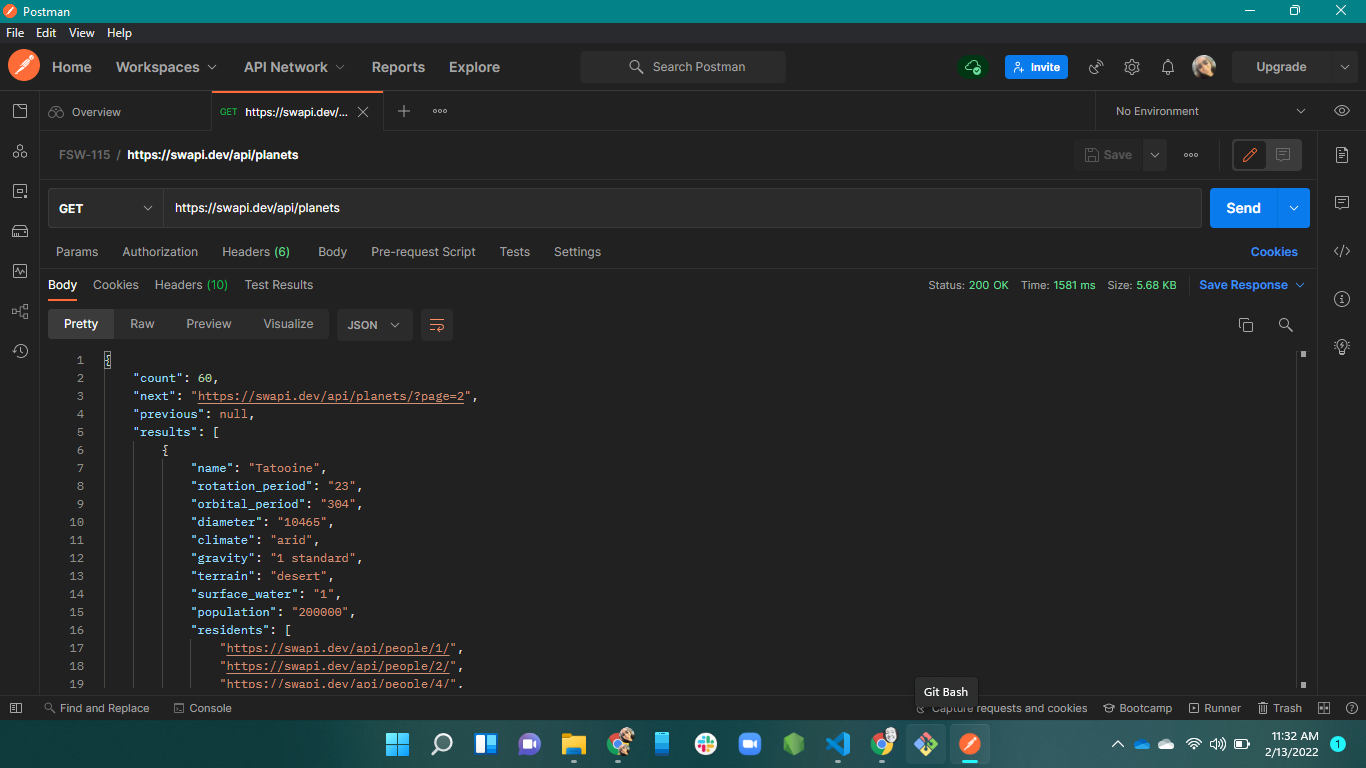 Postman
File Edit View Help
Home Workspaces API Network Reports Explore Search Postman Invite Upgrade
Overview GET https://swapi.dev/... No Environment
FSW-115 / https://swapi.dev/api/planets Save
GET https://swapi.dev/api/planets Send
Params Authorization Headers (6) Body Pre-request Script Tests Settings Cookies
Body Cookies Headers (10) Test Results Status: 200 OK Time: 1581 ms Size: 5.68 KB Save Response
Pretty Raw Preview Visualize JSON
1 {
2 "count": 60,
3 "next": "https://swapi.dev/api/planets/?page=2",
4 "previous": null,
5 "results": [
6 {
7 "name": "Tatooine",
8 "rotation_period": "23",
9 "orbital_period": "304",
10 "diameter": "10465",
11 "climate": "arid",
12 "gravity": "1 standard",
13 "terrain": "desert",
14 "surface_water": "1",
15 "population": "200000",
16 "residents": [
17 "https://swapi.dev/api/people/1/",
18 "https://swapi.dev/api/people/2/",
19 "https://swapi.dev/api/people/4/",
Git Bash
Find and Replace Console Capture requests and cookies Bootcamp Runner Trash
11:32 AM
2/13/2022 1